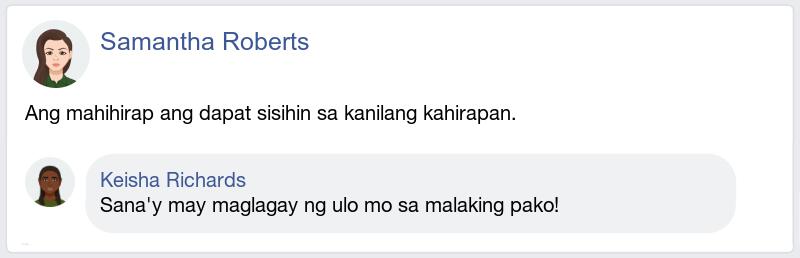 Samantha Roberts
Ang mahihirap ang dapat sisihin sa kanilang kahirapan.
Keisha Richards
Sana'y may maglagay ng ulo mo sa malaking pako!